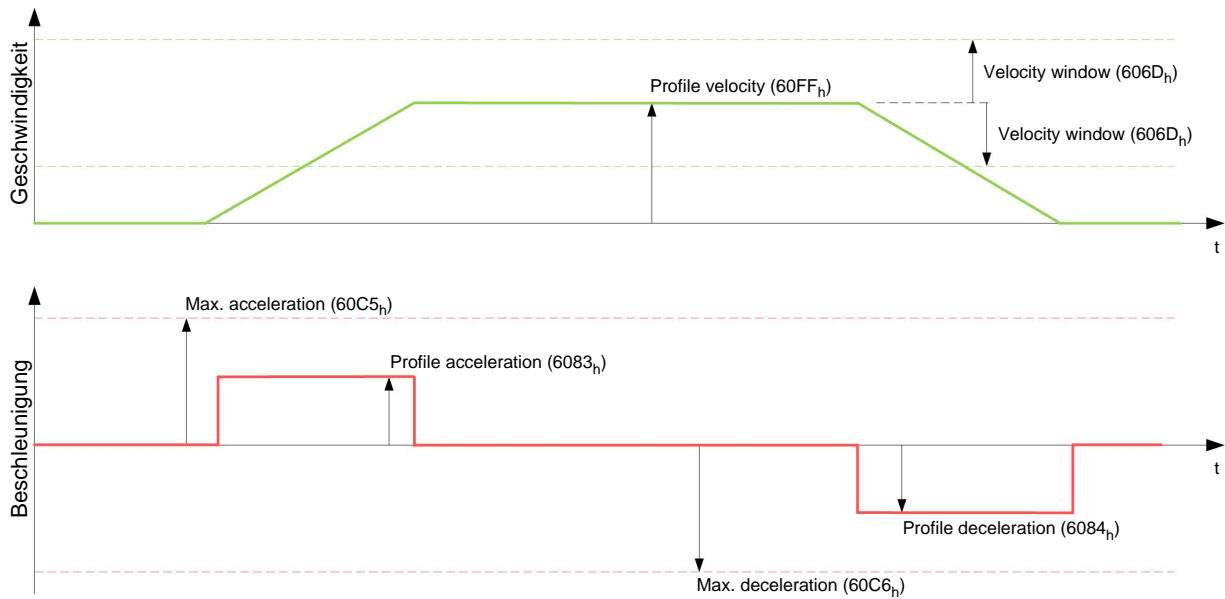 Geschwindigkeit
Profile velocity (60FFh)
Velocity window (606Dh)
Velocity window (606Dh)
t
Beschleunigung
Max. acceleration (60C5h)
Profile acceleration (6083h)
t
Profile deceleration (6084h)
Max. deceleration (60C6h)